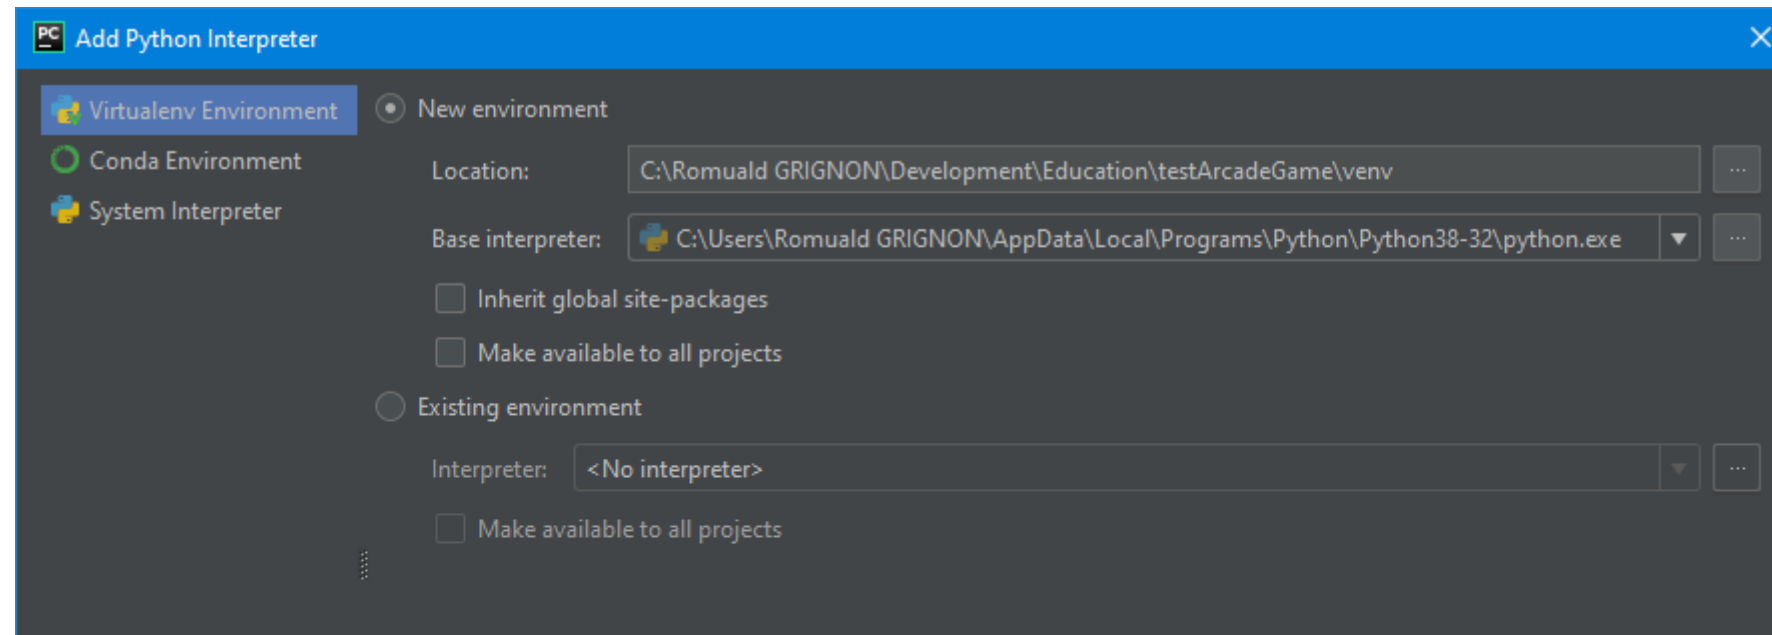 PC Add Python Interpreter
Virtualenv Environment
Conda Environment
System Interpreter
New environment
Location: C:\Romuald GRIGNON\Development\Education\testArcadeGame\venv ...
Base interpreter: C:\Users\Romuald GRIGNON\AppData\Local\Programs\Python\Python38-32\python.exe ...
Inherit global site-packages
Make available to all projects
Existing environment
Interpreter: <No interpreter> ...
Make available to all projects